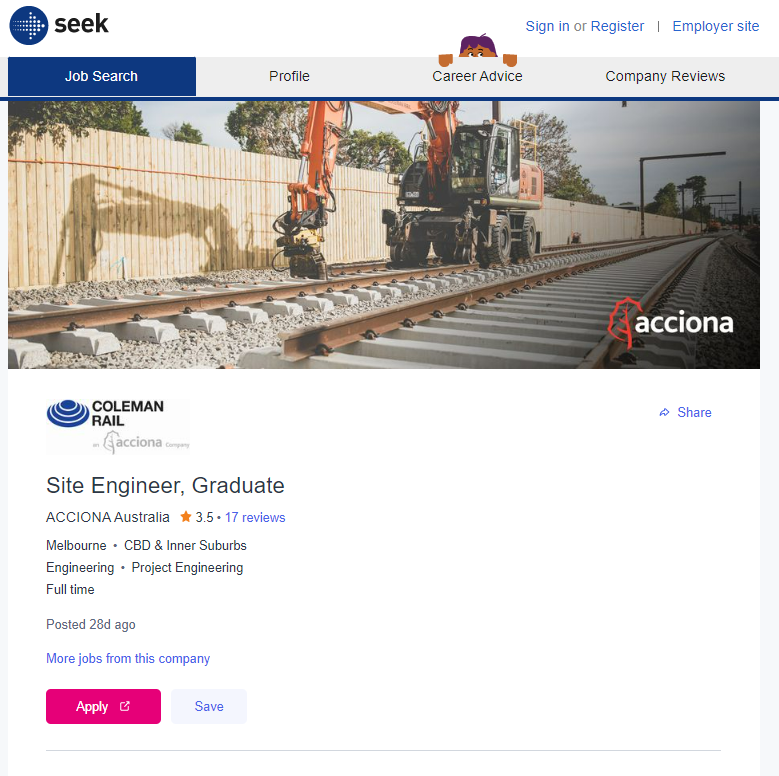 seek
Sign in or Register | Employer site
Job Search Profile Career Advice Company Reviews
acciona
COLEMAN
RAIL
an acciona Company
Share
Site Engineer, Graduate
ACCIONA Australia 3.5 • 17 reviews
Melbourne • CBD & Inner Suburbs
Engineering • Project Engineering
Full time
Posted 28d ago
More jobs from this company
Apply Save